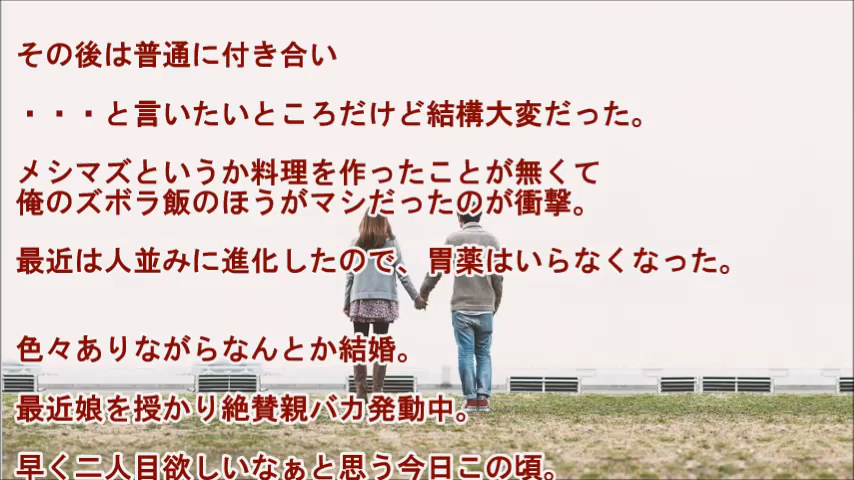 その後は普通に付き合い
・・・と言いたいところだけど結構大変だった。
メシマズというか料理を作ったことが無くて
俺のズボラ飯のほうがマシだったのが衝撃。
最近は人並みに進化したので、胃薬はいらなくなった。
色々ありながらなんとか結婚。
最近娘を授かり絶賛親バカ発動中。
早く二人目欲しいなぁと思う今日この頃。